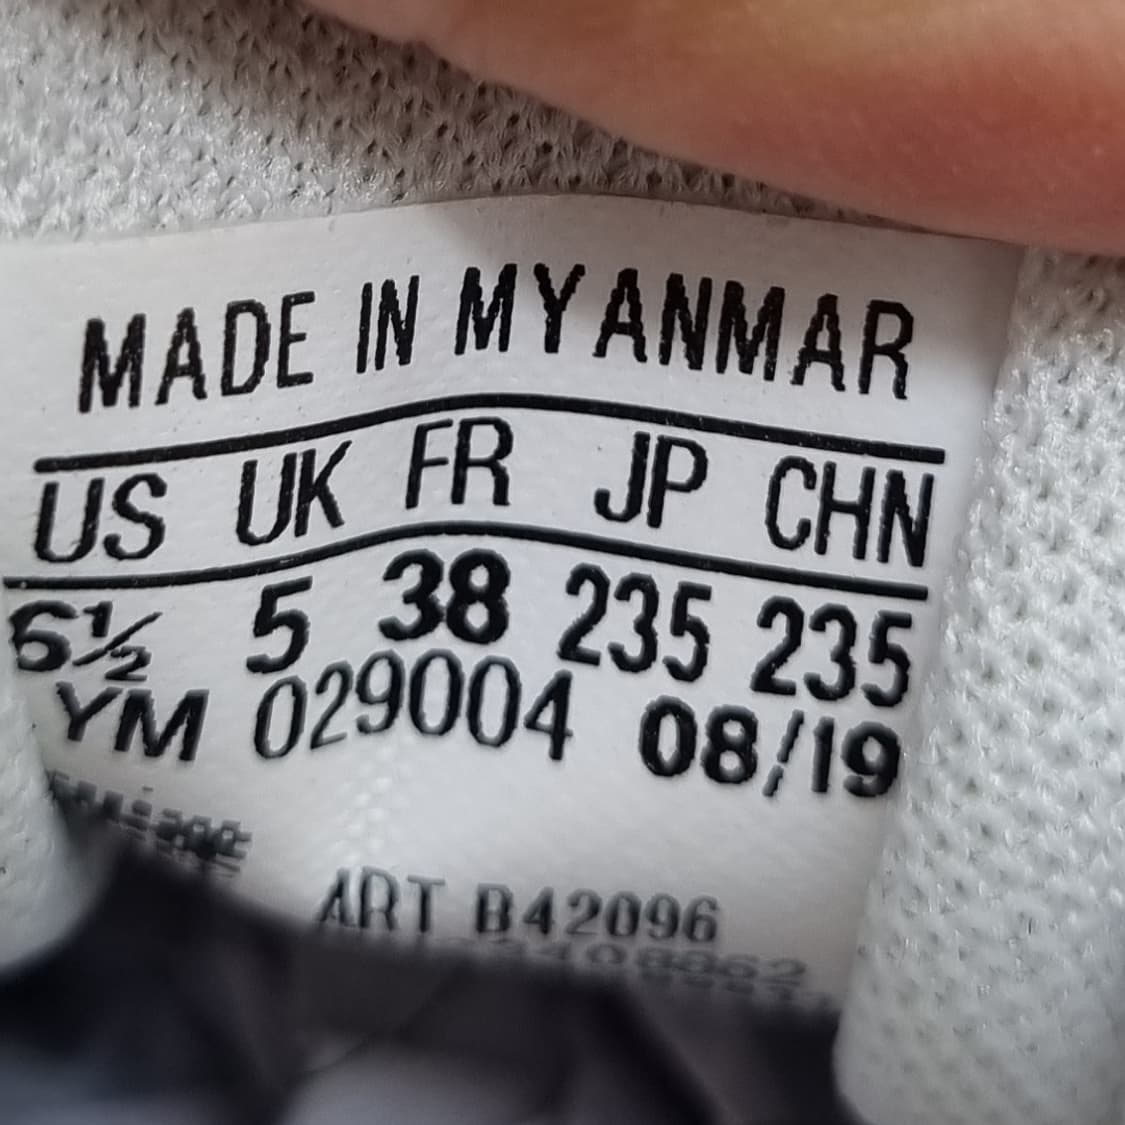 MADE IN MYANMAR
US UK FR JP CHN
6½ 5 38 235 235
YM 029004 08/19
ART B42096